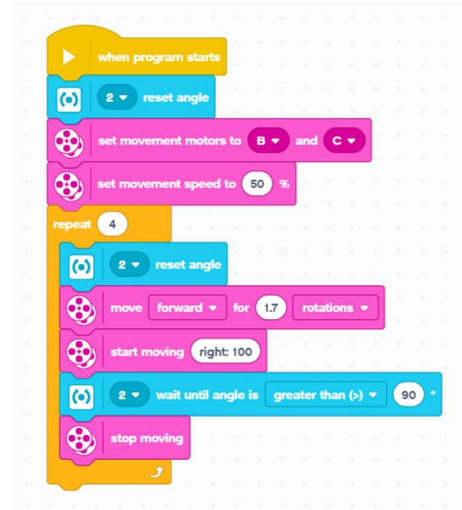 when program starts
2 reset angle
set movement motors to B and C
set movement speed to 50 %
repeat 4
2 reset angle
move forward for 1.7 rotations
start moving right: 100
2 wait until angle is greater than (>) 90 °
stop moving